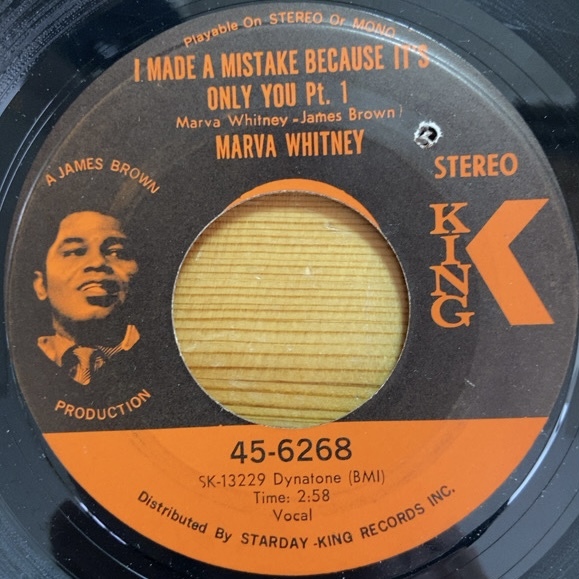 Playable On STEREO Or MONO
I MADE A MISTAKE BECAUSE IT'S
ONLY YOU Pt. 1
Marva Whitney -James Brown)
MARVA WHITNEY
STEREO
A JAMES BROWN
PRODUCTION
KING
45-6268
SK-13229 Dynatone (BMI)
Time: 2:58
Vocal
Distributed By STARDAY-KING RECORDS INC.